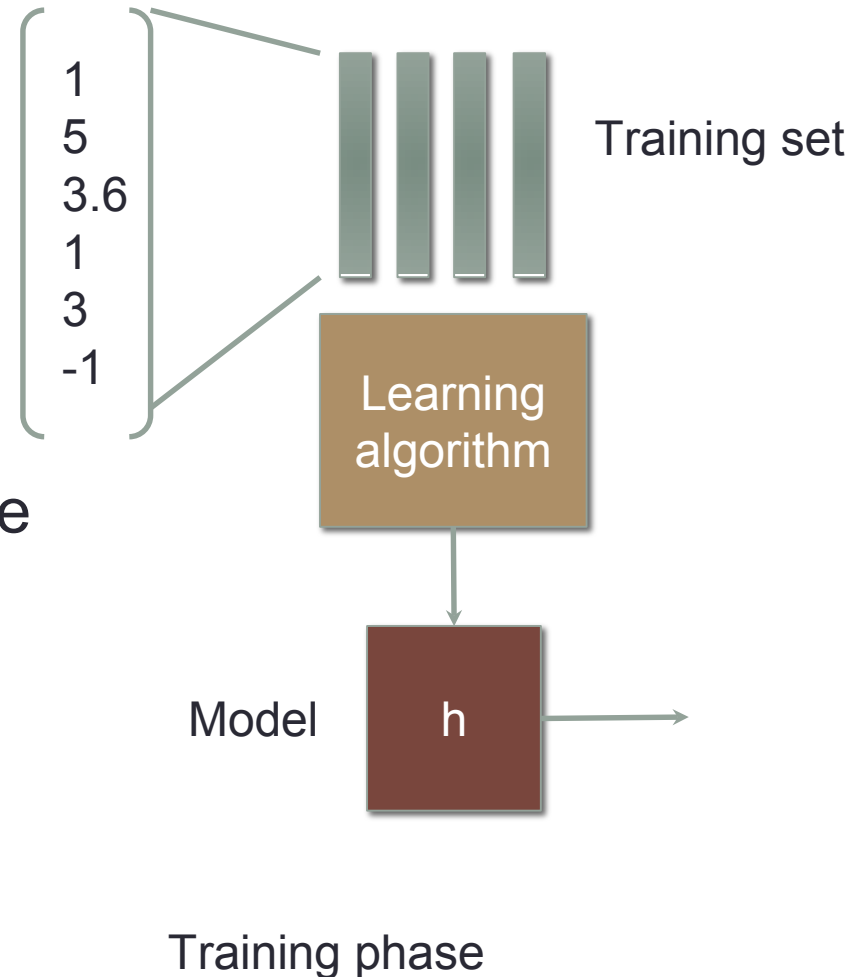 1
5
3.6
1
3
-1
Training set
Learning
algorithm
e
Model
h
Training phase